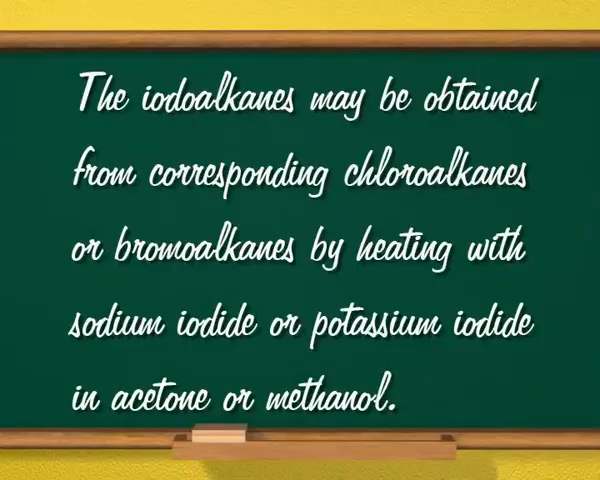 The iodoalkanes may be obtained
from corresponding chloroalkanes
or bromoalkanes by heating with
sodium iodide or potassium iodide
in acetone or methanol.